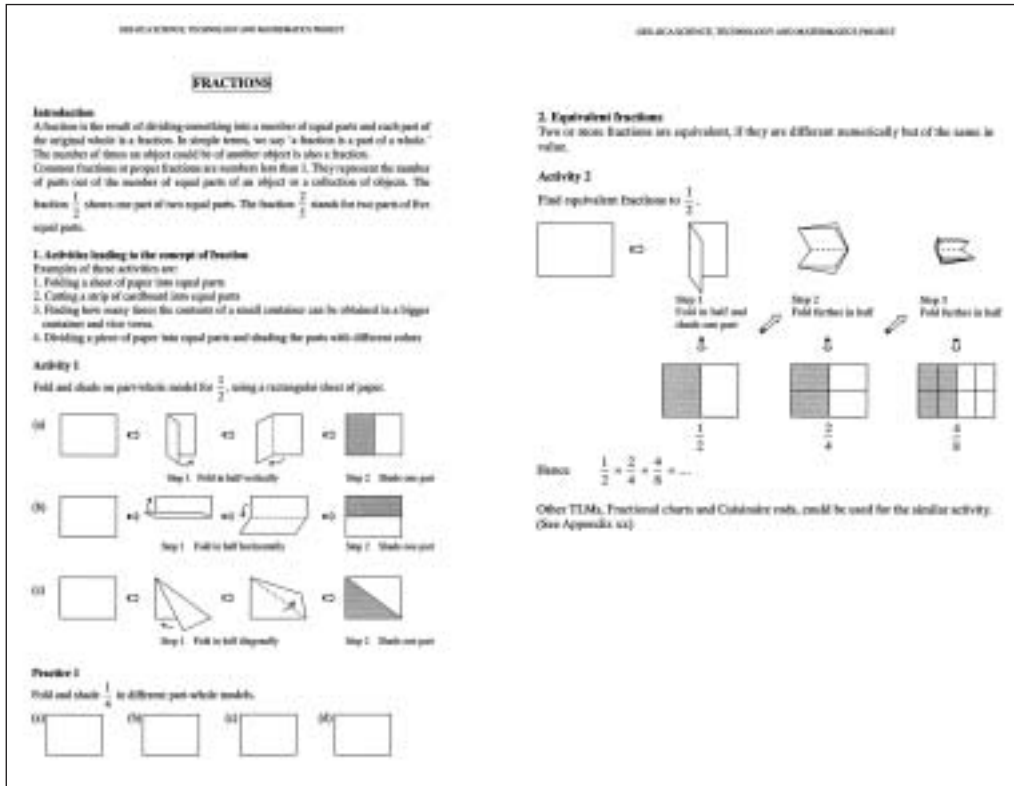 GES-JICA SCIENCE, TECHNOLOGY AND MATHEMATICS PROJECT
FRACTIONS
Introduction
A fraction is the result of dividing something into a number of equal parts and each part of
the original whole is a fraction. In simple terms, we say "a fraction is a part of a whole."
The number of times an object could be of another object is also a fraction.
Common fractions or proper fractions are numbers less than 1. They represent the number
of parts out of the number of equal parts of an object or a collection of objects. The
fraction 1/2 shows one part of two equal parts. The fraction 2/5 stands for two parts of five
equal parts.
1. Activities leading to the concept of fraction
Examples of these activities are:
1. Folding a sheet of paper into equal parts
2. Cutting a strip of cardboard into equal parts
3. Finding how many times the contents of a small container can be obtained in a bigger
container and vice versa.
4. Dividing a piece of paper into equal parts and shading the parts with different colors
Activity 1
Fold and shade on part-whole model for 1/2, using a rectangular sheet of paper.
(a)
Step 1 Fold in half vertically Step 2 Shade one part
(b)
Step 1 Fold in half horizontally Step 2 Shade one part
(c)
Step 1 Fold in half diagonally Step 2 Shade one part
Practice 1
Fold and shade 1/4 in different part-whole models.
(a) (b) (c) (d)
GES-JICA SCIENCE, TECHNOLOGY AND MATHEMATICS PROJECT
2. Equivalent fractions
Two or more fractions are equivalent, if they are different numerically but of the same in
value.
Activity 2
Find equivalent fractions to 1/2.
Step 1 Step 2 Step 3
Fold in half and Fold further in half Fold further in half
shade one part
1/2 2/4 4/8
Hence 1/2 = 2/4 = 4/8 = ...
Other TLMs, Fractional charts and Cuisinaire rods, could be used for the similar activity.
(See Appendix xx)